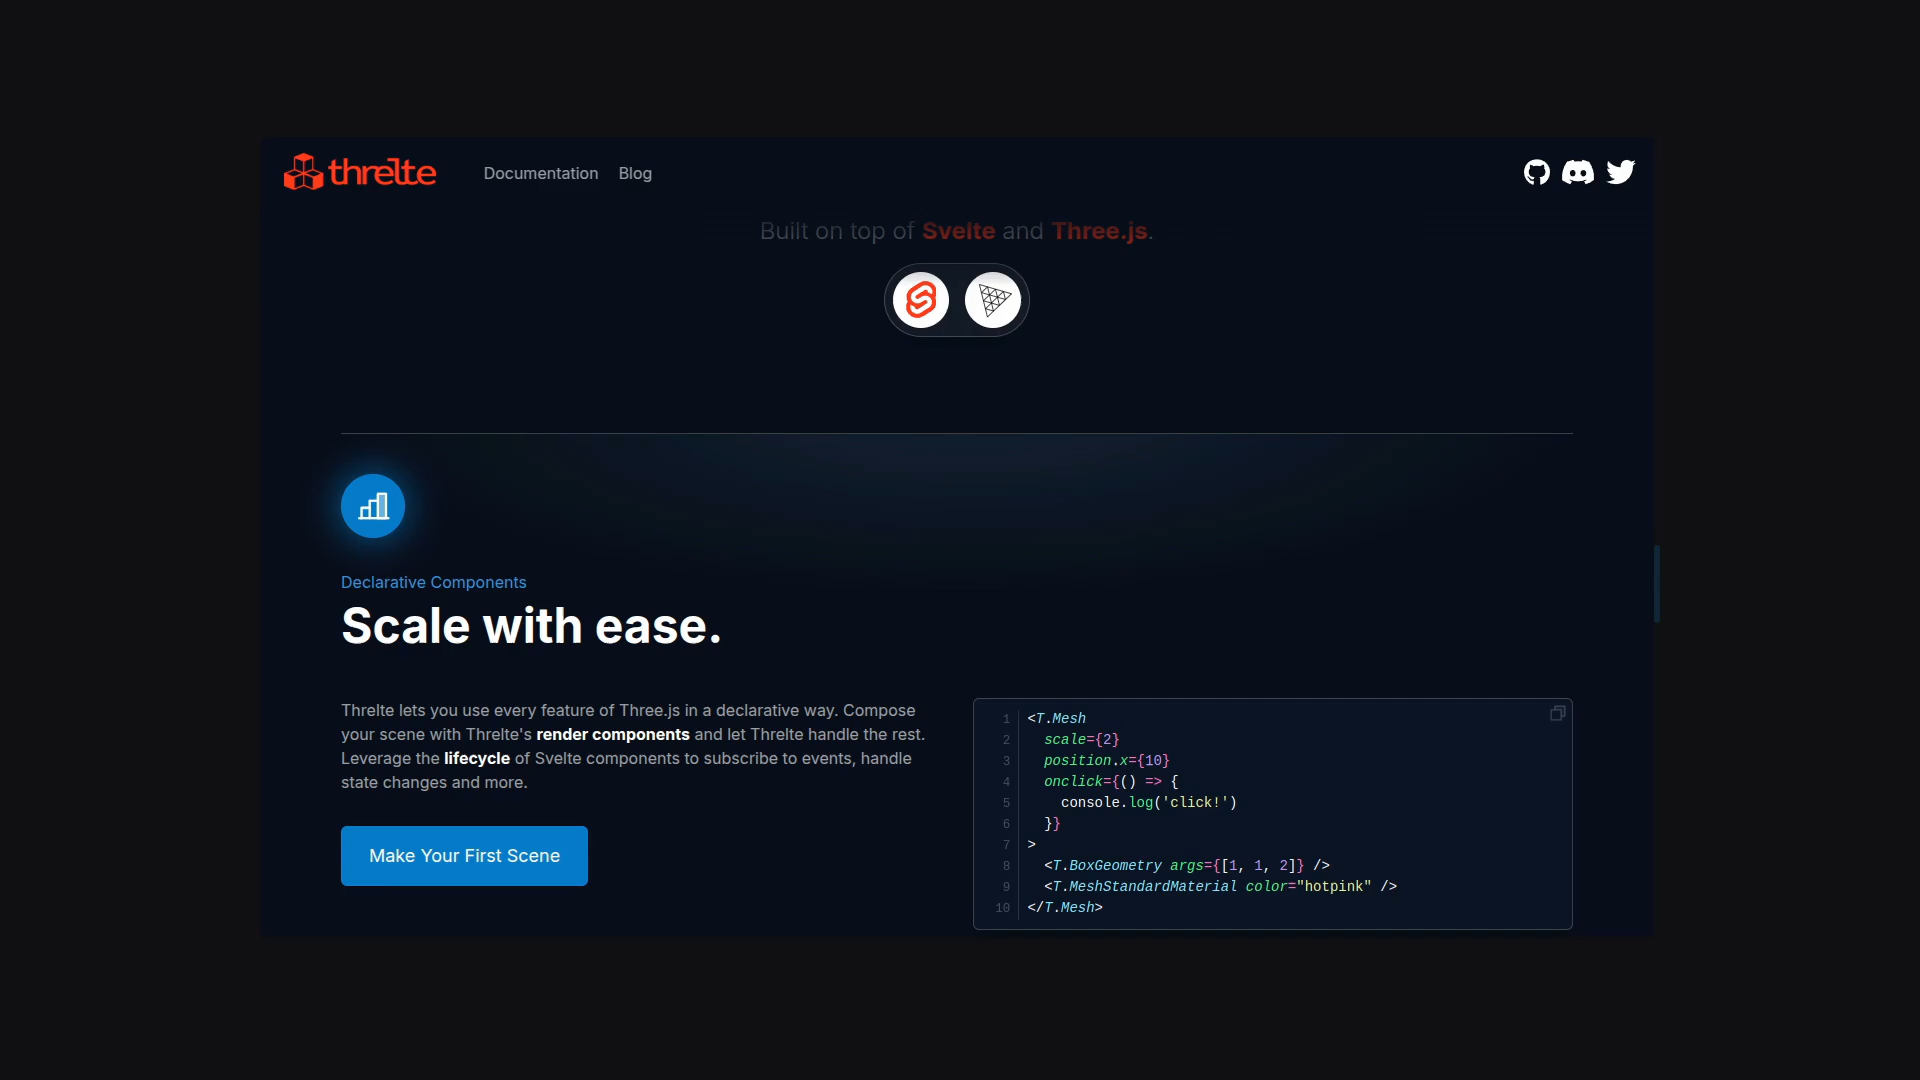 threlte
Documentation
Blog
Built on top of Svelte and Three.js.
Declarative Components
Scale with ease.
Threlte lets you use every feature of Three.js in a declarative way. Compose
your scene with Threlte's render components and let Threlte handle the rest.
Leverage the lifecycle of Svelte components to subscribe to events, handle
state changes and more.
Make Your First Scene
1 <T.Mesh
2   scale={2}
3   position.x={10}
4   onclick={() => {
5     console.log('click!')
6   }}
7 >
8   <T.BoxGeometry args={[1, 1, 2]} />
9   <T.MeshStandardMaterial color="hotpink" />
10 </T.Mesh>